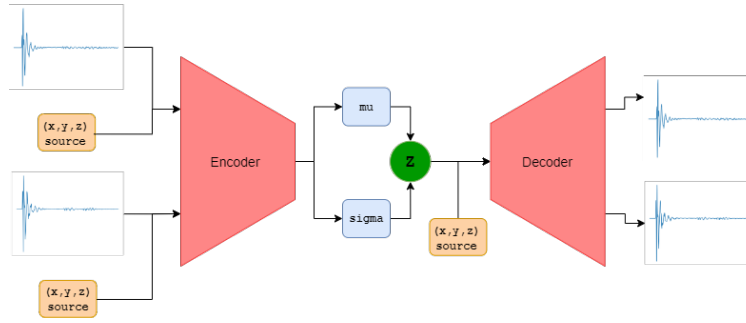 (x,y,z)
source
(x,y,z)
source
Encoder
mu
sigma
Z
(x,y,z)
source
Decoder